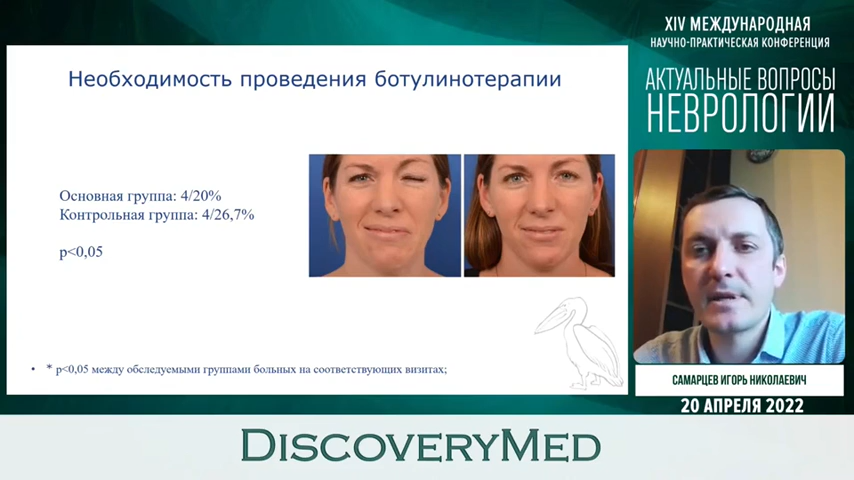 XIV МЕЖДУНАРОДНАЯ
НАУЧНО-ПРАКТИЧЕСКАЯ КОНФЕРЕНЦИЯ
АКТУАЛЬНЫЕ ВОПРОСЫ
НЕВРОЛОГИИ
Необходимость проведения ботулинотерапии
Основная группа: 4/20%
Контрольная группа: 4/26,7%
p<0,05
• * p<0,05 между обследуемыми группами больных на соответствующих визитах;
САМАРЦЕВ ИГОРЬ НИКОЛАЕВИЧ
20 АПРЕЛЯ 2022
DISCOVERYMED